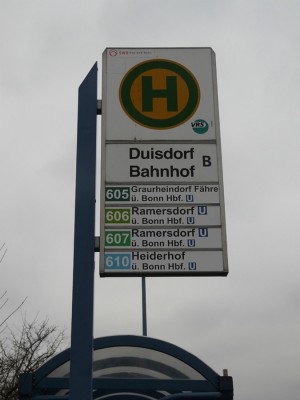 H
VRS
Duisdorf
Bahnhof B
605 Graurheindorf Fähre
ü. Bonn Hbf. U
606 Ramersdorf U
ü. Bonn Hbf. U
607 Ramersdorf U
ü. Bonn Hbf. U
610 Heiderhof
ü. Bonn Hbf. U